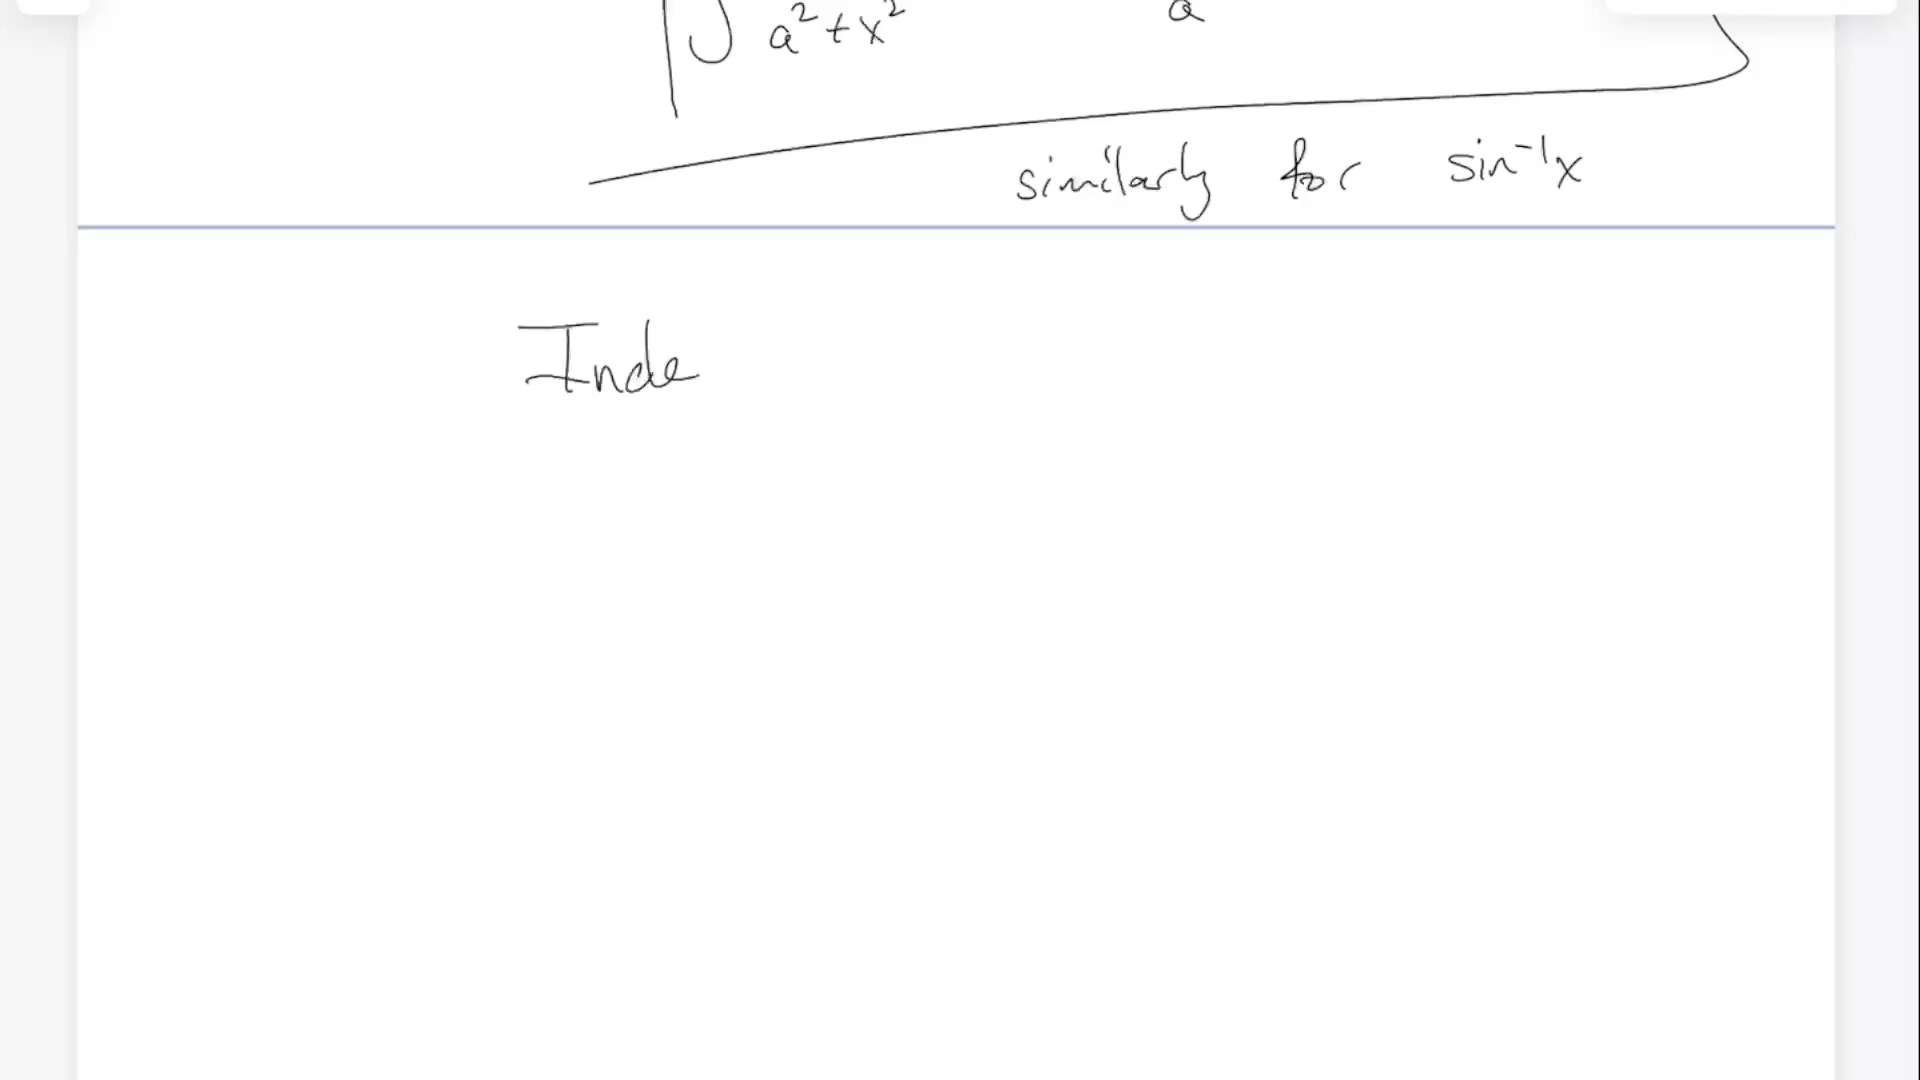 ∫ a²+x² a
similarly for sin⁻¹x
Inde